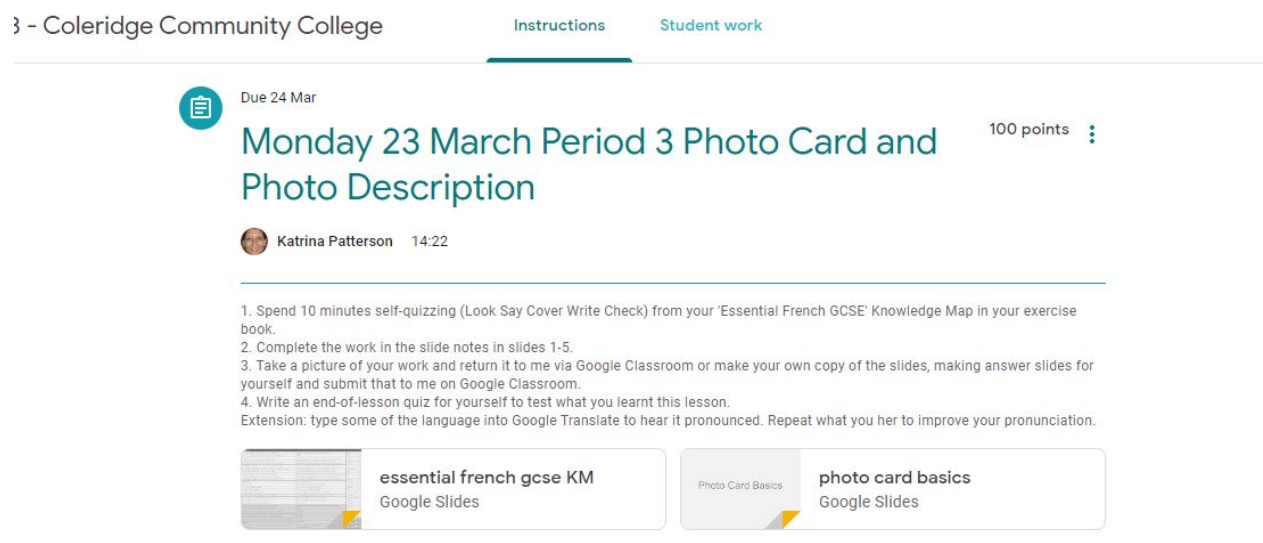 3 - Coleridge Community College
Instructions
Student work
Due 24 Mar
Monday 23 March Period 3 Photo Card and
Photo Description
100 points
Katrina Patterson 14:22
1. Spend 10 minutes self-quizzing (Look Say Cover Write Check) from your 'Essential French GCSE' Knowledge Map in your exercise
book.
2. Complete the work in the slide notes in slides 1-5.
3. Take a picture of your work and return it to me via Google Classroom or make your own copy of the slides, making answer slides for
yourself and submit that to me on Google Classroom.
4. Write an end-of-lesson quiz for yourself to test what you learnt this lesson.
Extension: type some of the language into Google Translate to hear it pronounced. Repeat what you her to improve your pronunciation.
essential french gcse KM
Google Slides
Photo Card Basics
photo card basics
Google Slides